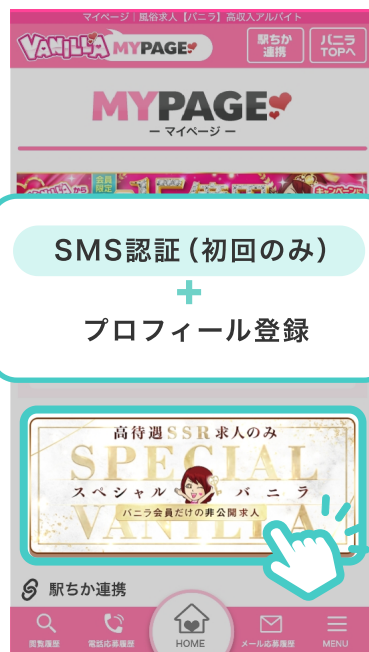 マイページ｜風俗求人【バニラ】高収入アルバイト
VANILLA MYPAGE
駅ちか
連携
バニラ
TOPへ
MYPAGE
ー マイページ ー
から
会員
限定
SMS認証（初回のみ）
+
プロフィール登録
高待遇SSR求人のみ
SPECIAL
スペシャル バニラ
バニラ会員だけの非公開求人
VANILLA
駅ちか連携
閲覧履歴
電話応募履歴
HOME
メール応募履歴
MENU